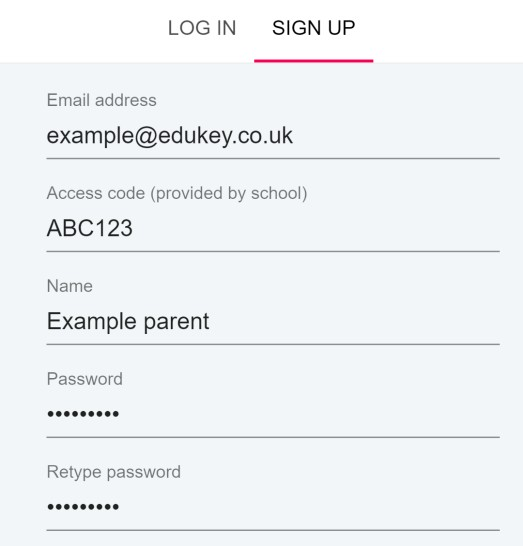 LOG IN SIGN UP
Email address
example@edukey.co.uk
Access code (provided by school)
ABC123
Name
Example parent
Password
•••••••••
Retype password
•••••••••